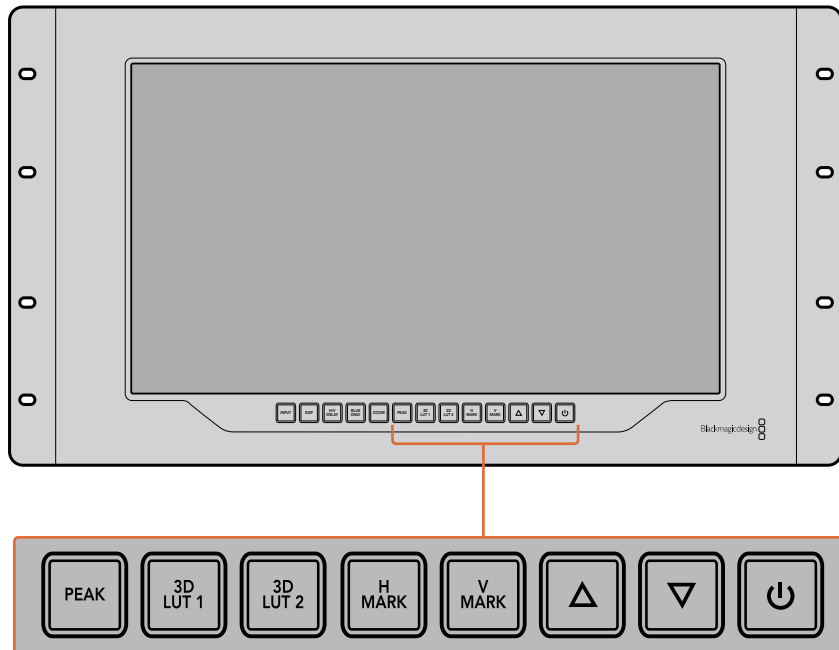 INPUT DISP H/V DELAY BLUE ONLY ZOOM PEAK 3D LUT 1 3D LUT 2 H MARK V MARK
Blackmagicdesign
PEAK
3D
LUT 1
3D
LUT 2
H
MARK
V
MARK